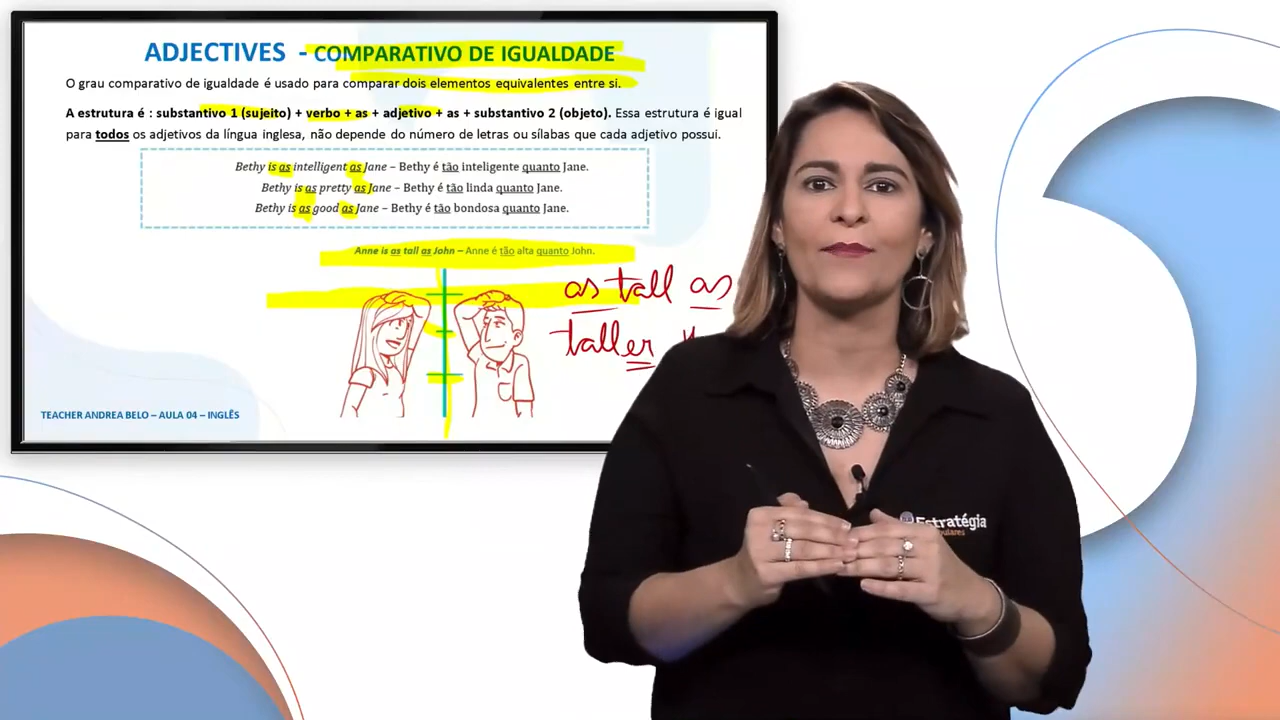 ADJECTIVES - COMPARATIVO DE IGUALDADE
O grau comparativo de igualdade é usado para comparar dois elementos equivalentes entre si.
A estrutura é : substantivo 1 (sujeito) + verbo + as + adjetivo + as + substantivo 2 (objeto). Essa estrutura é igual
para todos os adjetivos da língua inglesa, não depende do número de letras ou sílabas que cada adjetivo possui.
Bethy is as intelligent as Jane – Bethy é tão inteligente quanto Jane.
Bethy is as pretty as Jane – Bethy é tão linda quanto Jane.
Bethy is as good as Jane – Bethy é tão bondosa quanto Jane.
Anne is as tall as John – Anne é tão alta quanto John.
as tall as
taller
TEACHER ANDREA BELO – AULA 04 – INGLÊS
Estratégia